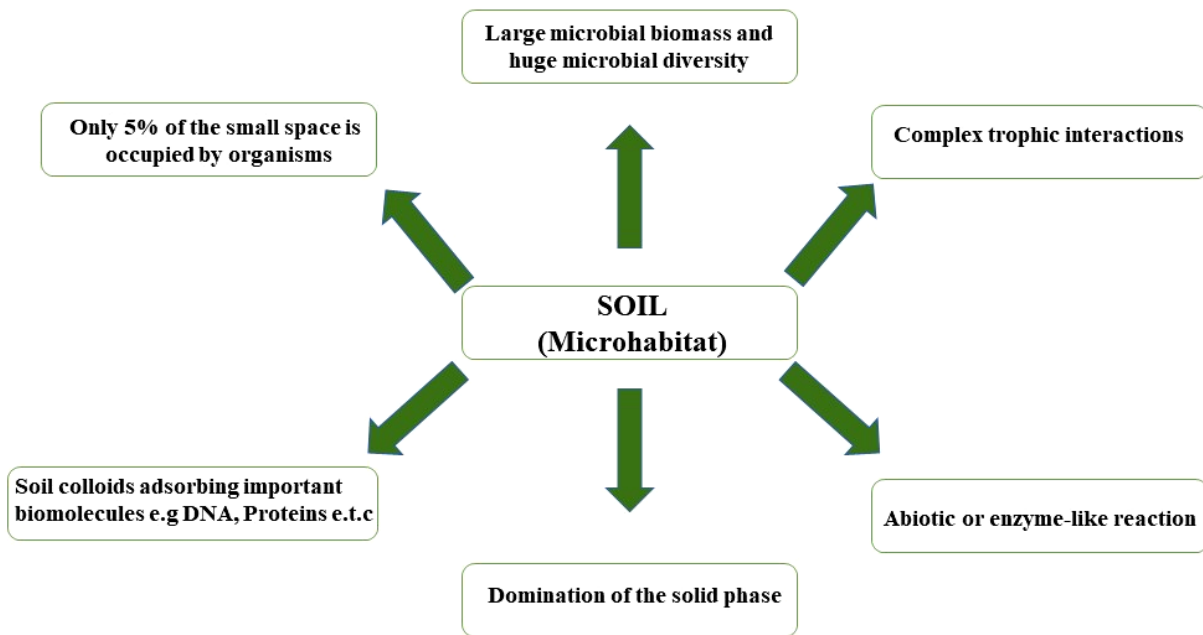 Large microbial biomass and
huge microbial diversity
Only 5% of the small space is
occupied by organisms
Complex trophic interactions
SOIL
(Microhabitat)
Soil colloids adsorbing important
biomolecules e.g DNA, Proteins e.t.c
Abiotic or enzyme-like reaction
Domination of the solid phase